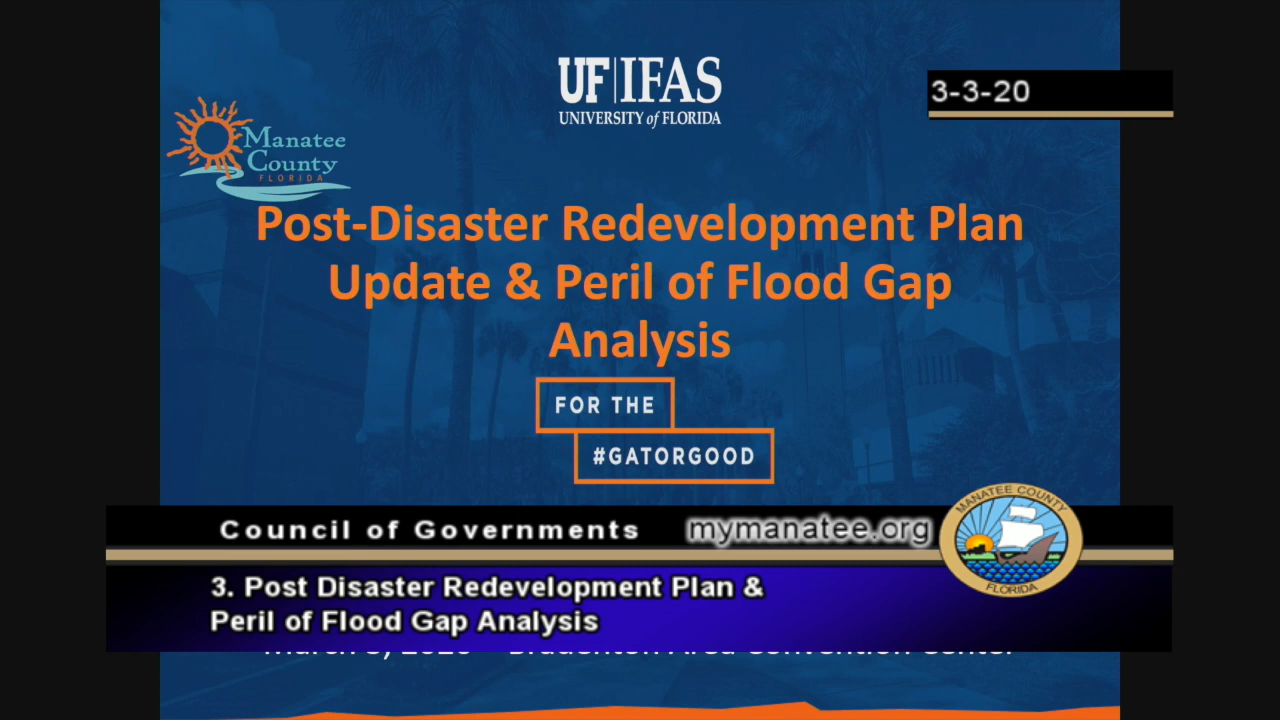 UF|IFAS
UNIVERSITY of FLORIDA
3-3-20
Manatee
County
FLORIDA
Post-Disaster Redevelopment Plan
Update & Peril of Flood Gap
Analysis
FOR THE
#GATORGOOD
Council of Governments
mymanatee.org
MANATEE COUNTY
FLORIDA
3. Post Disaster Redevelopment Plan &
Peril of Flood Gap Analysis